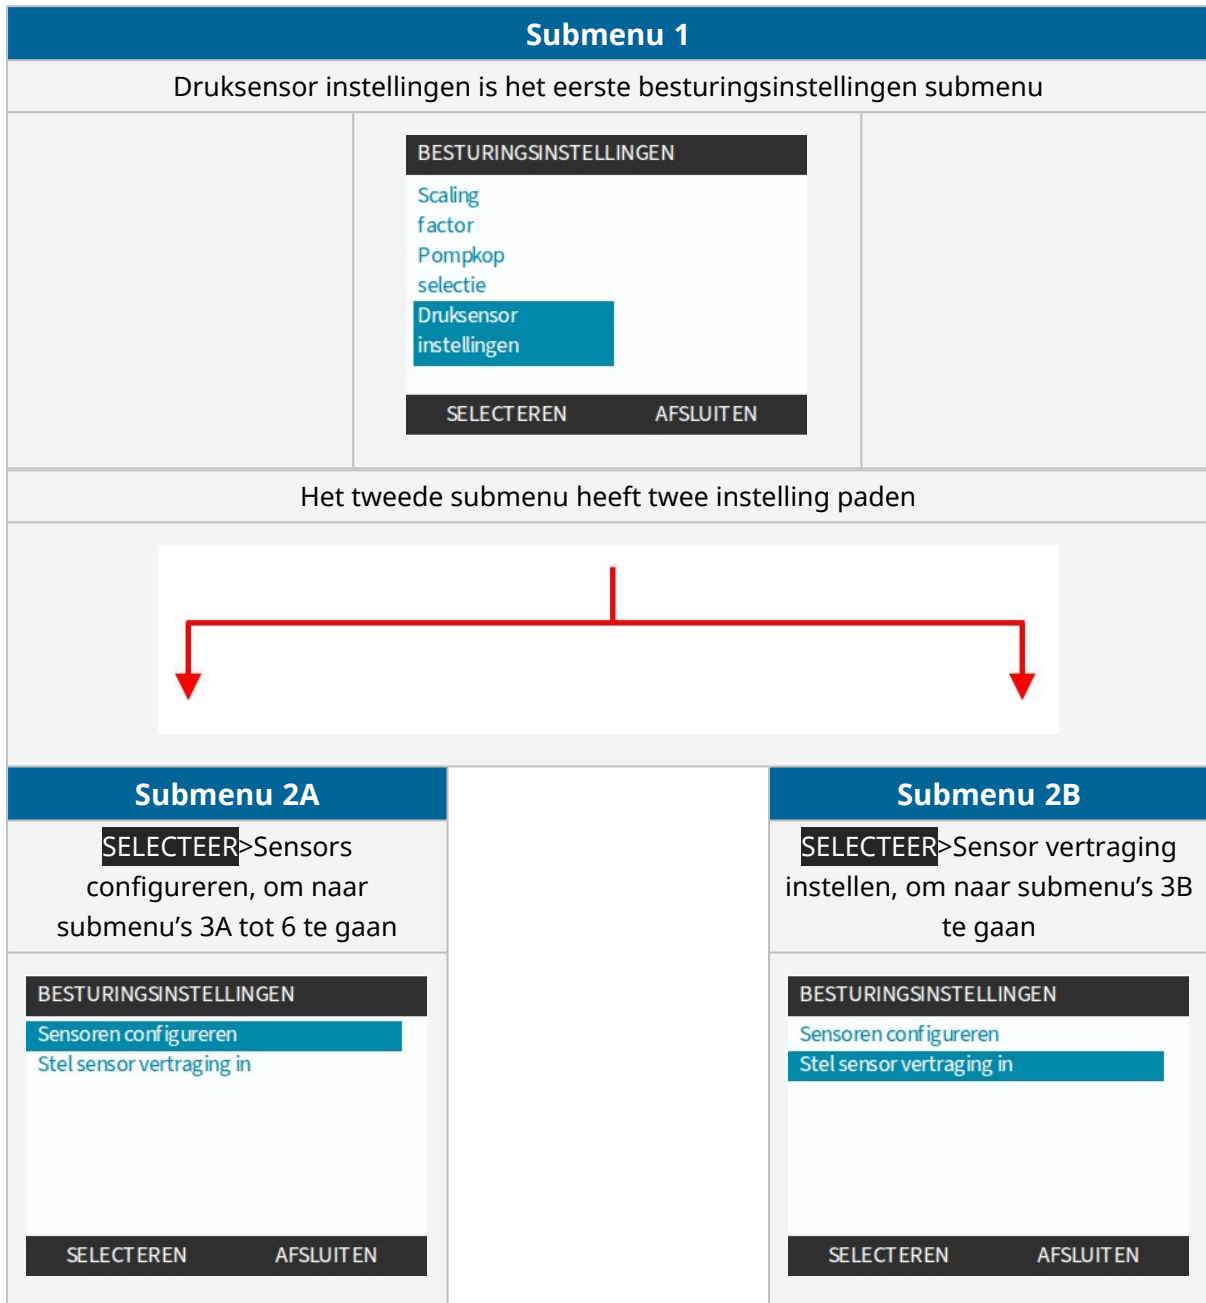 Submenu 1
Druksensor instellingen is het eerste besturingsinstellingen submenu
BESTURINGSINSTELLINGEN
Scaling
factor
Pompkop
selectie
Druksensor
instellingen
SELECTEREN AFSLUITEN
Het tweede submenu heeft twee instelling paden
Submenu 2A
SELECTEER>Sensors
configureren, om naar
submenu’s 3A tot 6 te gaan
BESTURINGSINSTELLINGEN
Sensoren configureren
Stel sensor vertraging in
SELECTEREN AFSLUITEN
Submenu 2B
SELECTEER>Sensor vertraging
instellen, om naar submenu’s 3B
te gaan
BESTURINGSINSTELLINGEN
Sensoren configureren
Stel sensor vertraging in
SELECTEREN AFSLUITEN